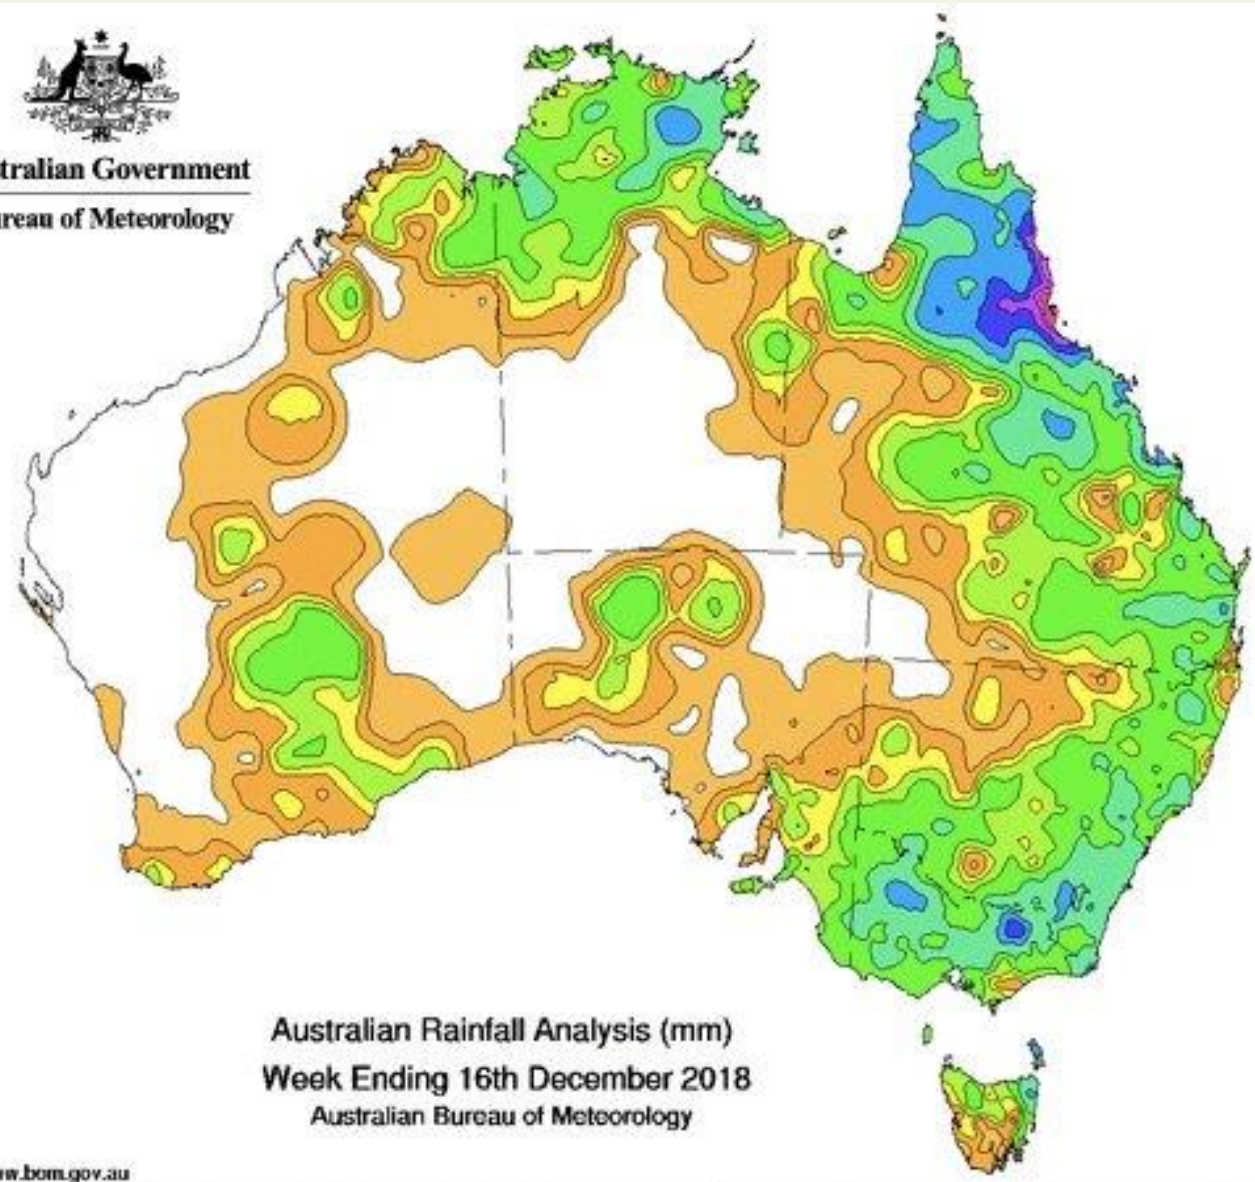 tralian Government
ureau of Meteorology
Australian Rainfall Analysis (mm)
Week Ending 16th December 2018
Australian Bureau of Meteorology
w.bom.gov.au